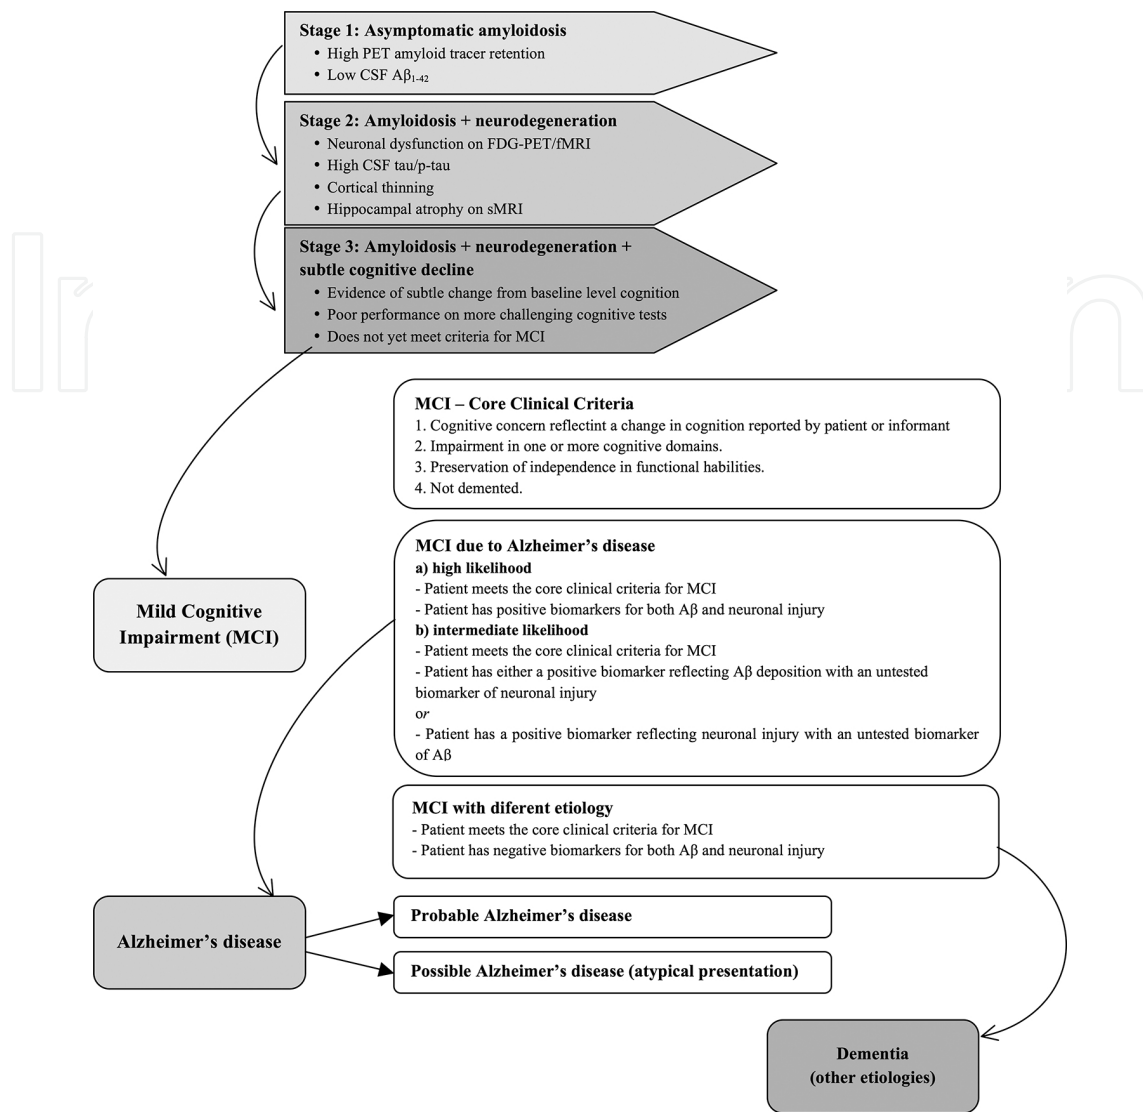 Stage 1: Asymptomatic amyloidosis
• High PET amyloid tracer retention
• Low CSF Aβ1-42
Stage 2: Amyloidosis + neurodegeneration
• Neuronal dysfunction on FDG-PET/fMRI
• High CSF tau/p-tau
• Cortical thinning
• Hippocampal atrophy on sMRI
Stage 3: Amyloidosis + neurodegeneration +
subtle cognitive decline
• Evidence of subtle change from baseline level cognition
• Poor performance on more challenging cognitive tests
• Does not yet meet criteria for MCI
MCI – Core Clinical Criteria
1. Cognitive concern reflectint a change in cognition reported by patient or informant
2. Impairment in one or more cognitive domains.
3. Preservation of independence in functional habilities.
4. Not demented.
MCI due to Alzheimer’s disease
a) high likelihood
- Patient meets the core clinical criteria for MCI
- Patient has positive biomarkers for both Aβ and neuronal injury
b) intermediate likelihood
- Patient meets the core clinical criteria for MCI
- Patient has either a positive biomarker reflecting Aβ deposition with an untested
biomarker of neuronal injury
or
- Patient has a positive biomarker reflecting neuronal injury with an untested biomarker
of Aβ
Mild Cognitive
Impairment (MCI)
MCI with diferent etiology
- Patient meets the core clinical criteria for MCI
- Patient has negative biomarkers for both Aβ and neuronal injury
Alzheimer’s disease
Probable Alzheimer’s disease
Possible Alzheimer’s disease (atypical presentation)
Dementia
(other etiologies)